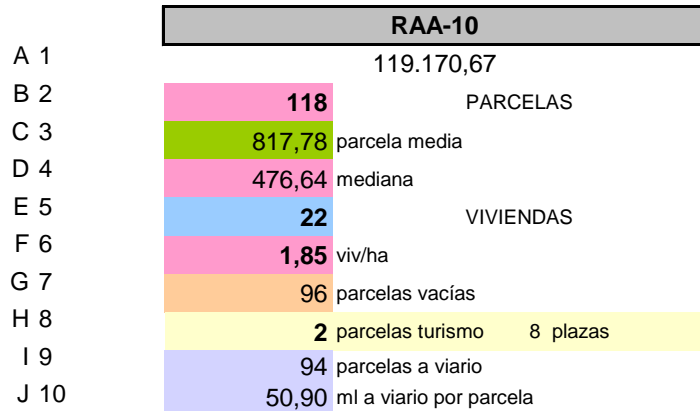 RAA-10
A 1 119.170,67
B 2 118 PARCELAS
C 3 817,78 parcela media
D 4 476,64 mediana
E 5 22 VIVIENDAS
F 6 1,85 viv/ha
G 7 96 parcelas vacías
H 8 2 parcelas turismo 8 plazas
I 9 94 parcelas a viario
J 10 50,90 ml a viario por parcela